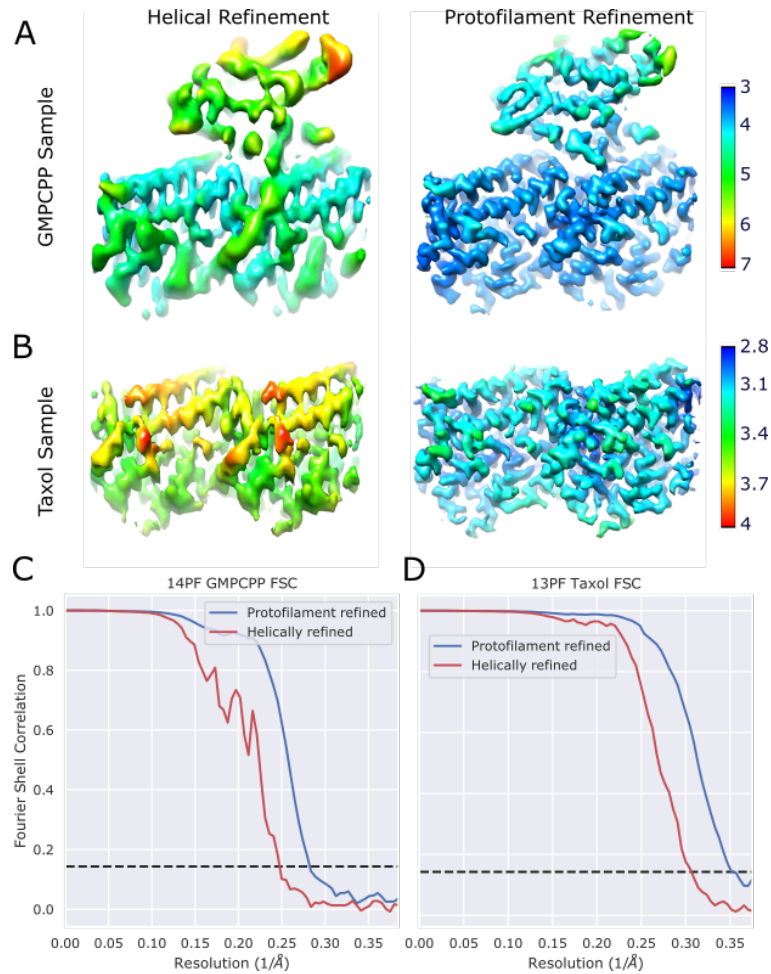 A
Helical Refinement
Protofilament Refinement
GMPCPP Sample
3
4
5
6
7
B
Taxol Sample
2.8
3.1
3.4
3.7
4
C
14PF GMPCPP FSC
Protofilament refined
Helically refined
Fourier Shell Correlation
1.0
0.8
0.6
0.4
0.2
0.0
0.00 0.05 0.10 0.15 0.20 0.25 0.30 0.35
Resolution (1/Å)
D
13PF Taxol FSC
Protofilament refined
Helically refined
0.00 0.05 0.10 0.15 0.20 0.25 0.30 0.35
Resolution (1/Å)